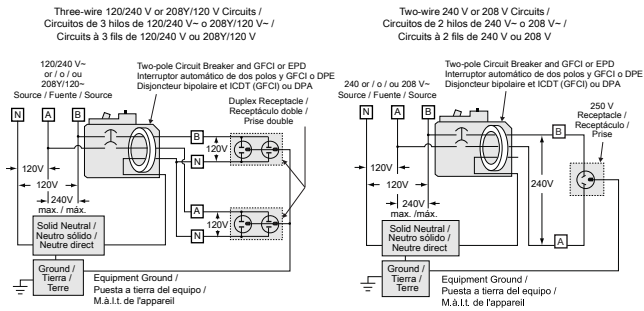 Three-wire 120/240 V or 208Y/120 V Circuits /
Circuitos de 3 hilos de 120/240 V~ o 208Y/120 V~ /
Circuits à 3 fils de 120/240 V ou 208Y/120 V
120/240 V~
or / o / ou
208Y/120~
Source / Fuente / Source
Two-pole Circuit Breaker and GFCI or EPD
Interruptor automático de dos polos y GFCI o DPE
Disjoncteur bipolaire et ICDT (GFCI) ou DPA
Duplex Receptacle /
Receptáculo doble /
Prise double
N
A
B
B
120V
N
A
120V
N
120V
120V
240V
max. / máx.
Solid Neutral /
Neutro sólido /
Neutre direct
Ground /
Tierra /
Terre
Equipment Ground /
Puesta a tierra del equipo /
M.à.l.t. de l'appareil
Two-wire 240 V or 208 V Circuits /
Circuitos de 2 hilos de 240 V~ o 208 V~ /
Circuits à 2 fils de 240 V ou 208 V
240 or / o / ou 208 V~
Source / Fuente / Source
Two-pole Circuit Breaker and GFCI or EPD
Interruptor automático de dos polos y GFCI o DPE
Disjoncteur bipolaire et ICDT (GFCI) ou DPA
250 V
Receptacle /
Receptáculo /
Prise
N
A
B
B
240V
A
120V
120V
240V
max. / máx.
Solid Neutral /
Neutro sólido /
Neutre direct
Ground /
Tierra /
Terre
Equipment Ground /
Puesta a tierra del equipo /
M.à.l.t. de l'appareil